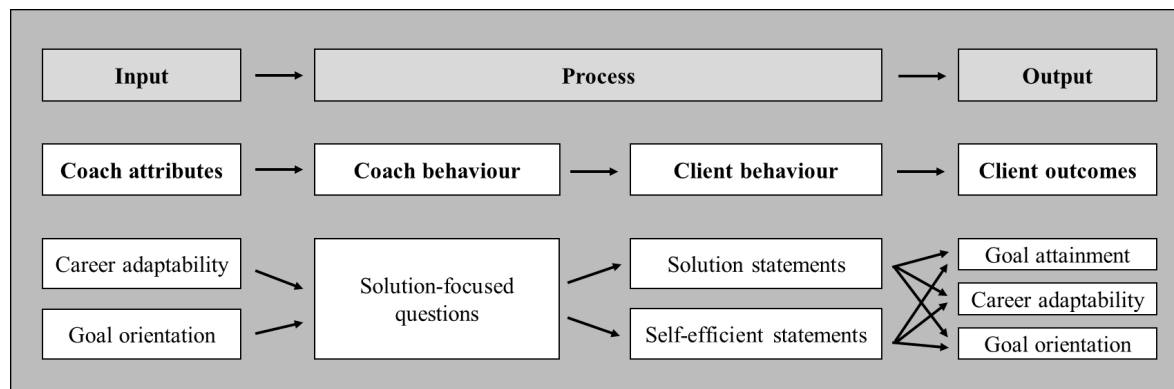 Input
Process
Output
Coach attributes
Coach behaviour
Client behaviour
Client outcomes
Career adaptability
Goal orientation
Solution-focused
questions
Solution statements
Self-efficient statements
Goal attainment
Career adaptability
Goal orientation